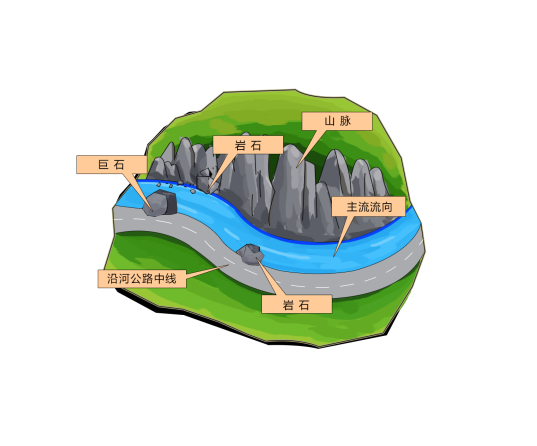 山 脉
岩 石
巨 石
主流流向
沿河公路中线
岩 石